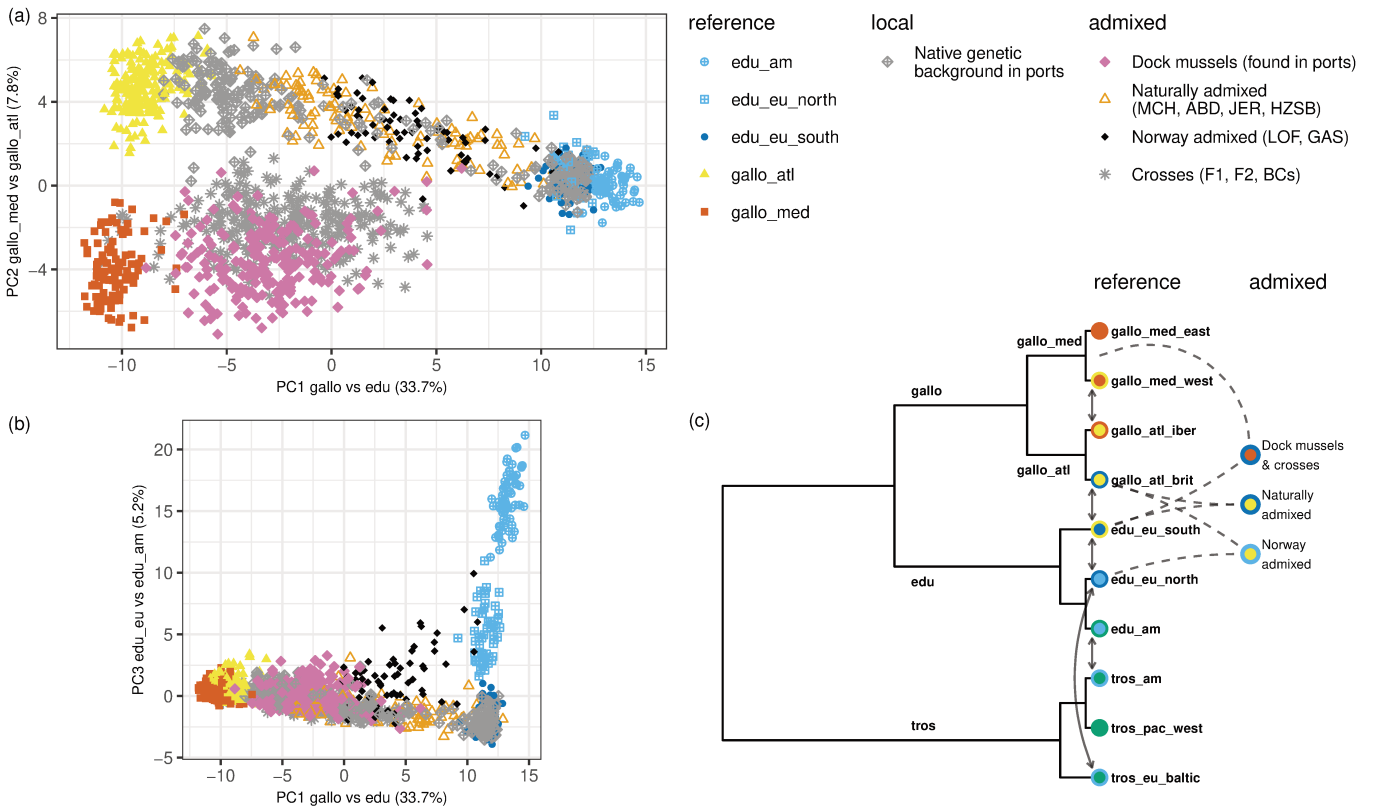 (a)
PC2 gallo_med vs gallo_atl (7.8%)
8
4
0
−4
−10
−5
0
5
10
15
PC1 gallo vs edu (33.7%)
reference
edu_am
edu_eu_north
edu_eu_south
gallo_atl
gallo_med
local
Native genetic
background in ports
admixed
Dock mussels (found in ports)
Naturally admixed
(MCH, ABD, JER, HZSB)
Norway admixed (LOF, GAS)
Crosses (F1, F2, BCs)
(b)
PC3 edu_eu vs edu_am (5.2%)
20
15
10
5
0
−5
−10
−5
0
5
10
15
PC1 gallo vs edu (33.7%)
(c)
reference
admixed
gallo_med
gallo_med_east
gallo_med_west
gallo
gallo_atl_iber
gallo_atl
gallo_atl_brit
edu_eu_south
edu
edu_eu_north
edu_am
tros_am
tros
tros_pac_west
tros_eu_baltic
Dock mussels
& crosses
Naturally
admixed
Norway
admixed